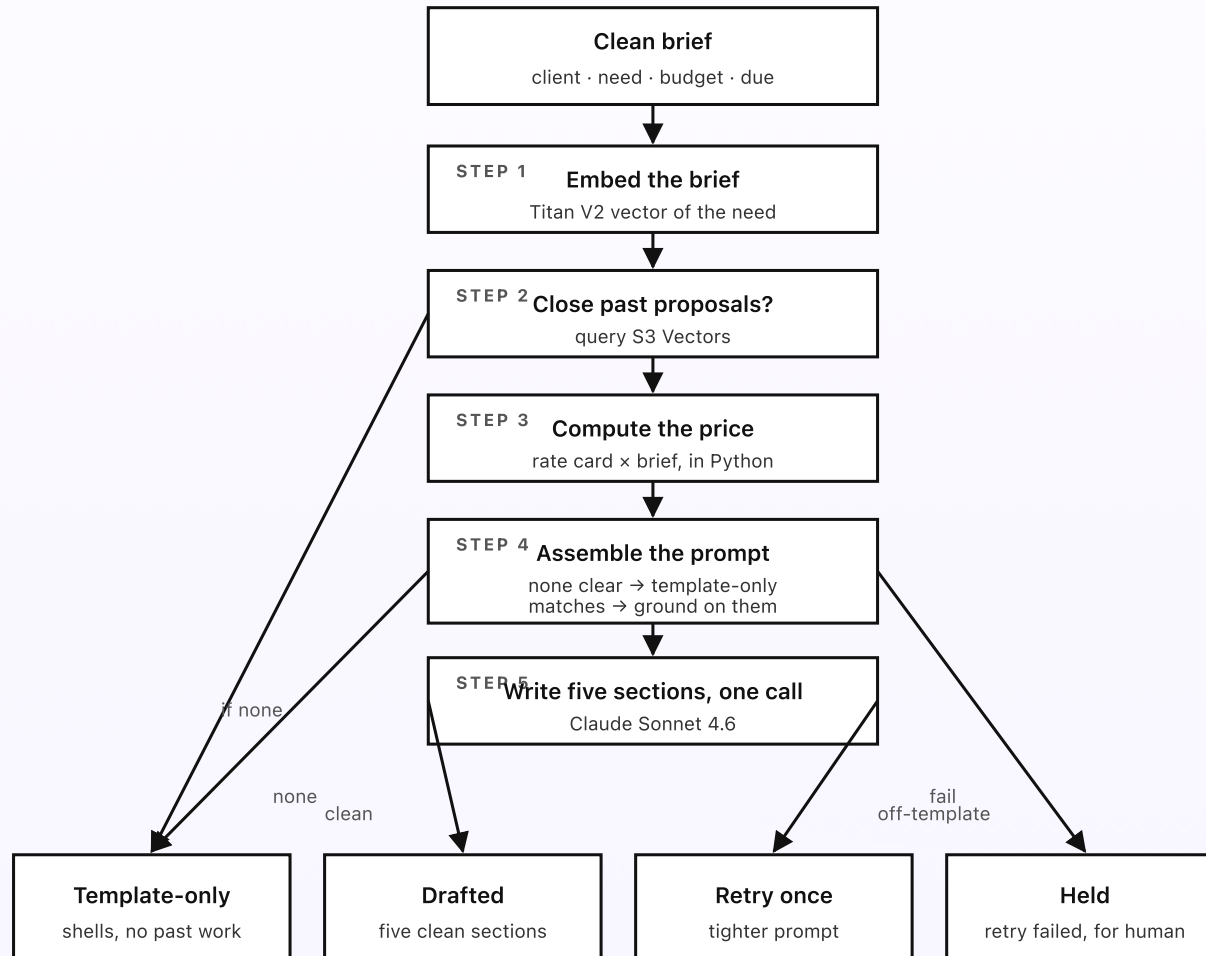 Clean brief
client · need · budget · due
STEP 1
Embed the brief
Titan V2 vector of the need
STEP 2
Close past proposals?
query S3 Vectors
STEP 3
Compute the price
rate card × brief, in Python
STEP 4
Assemble the prompt
none clear → template-only
matches → ground on them
STEP 5
Write five sections, one call
Claude Sonnet 4.6
if none
none
clean
fail
off-template
Template-only
shells, no past work
Drafted
five clean sections
Retry once
tighter prompt
Held
retry failed, for human